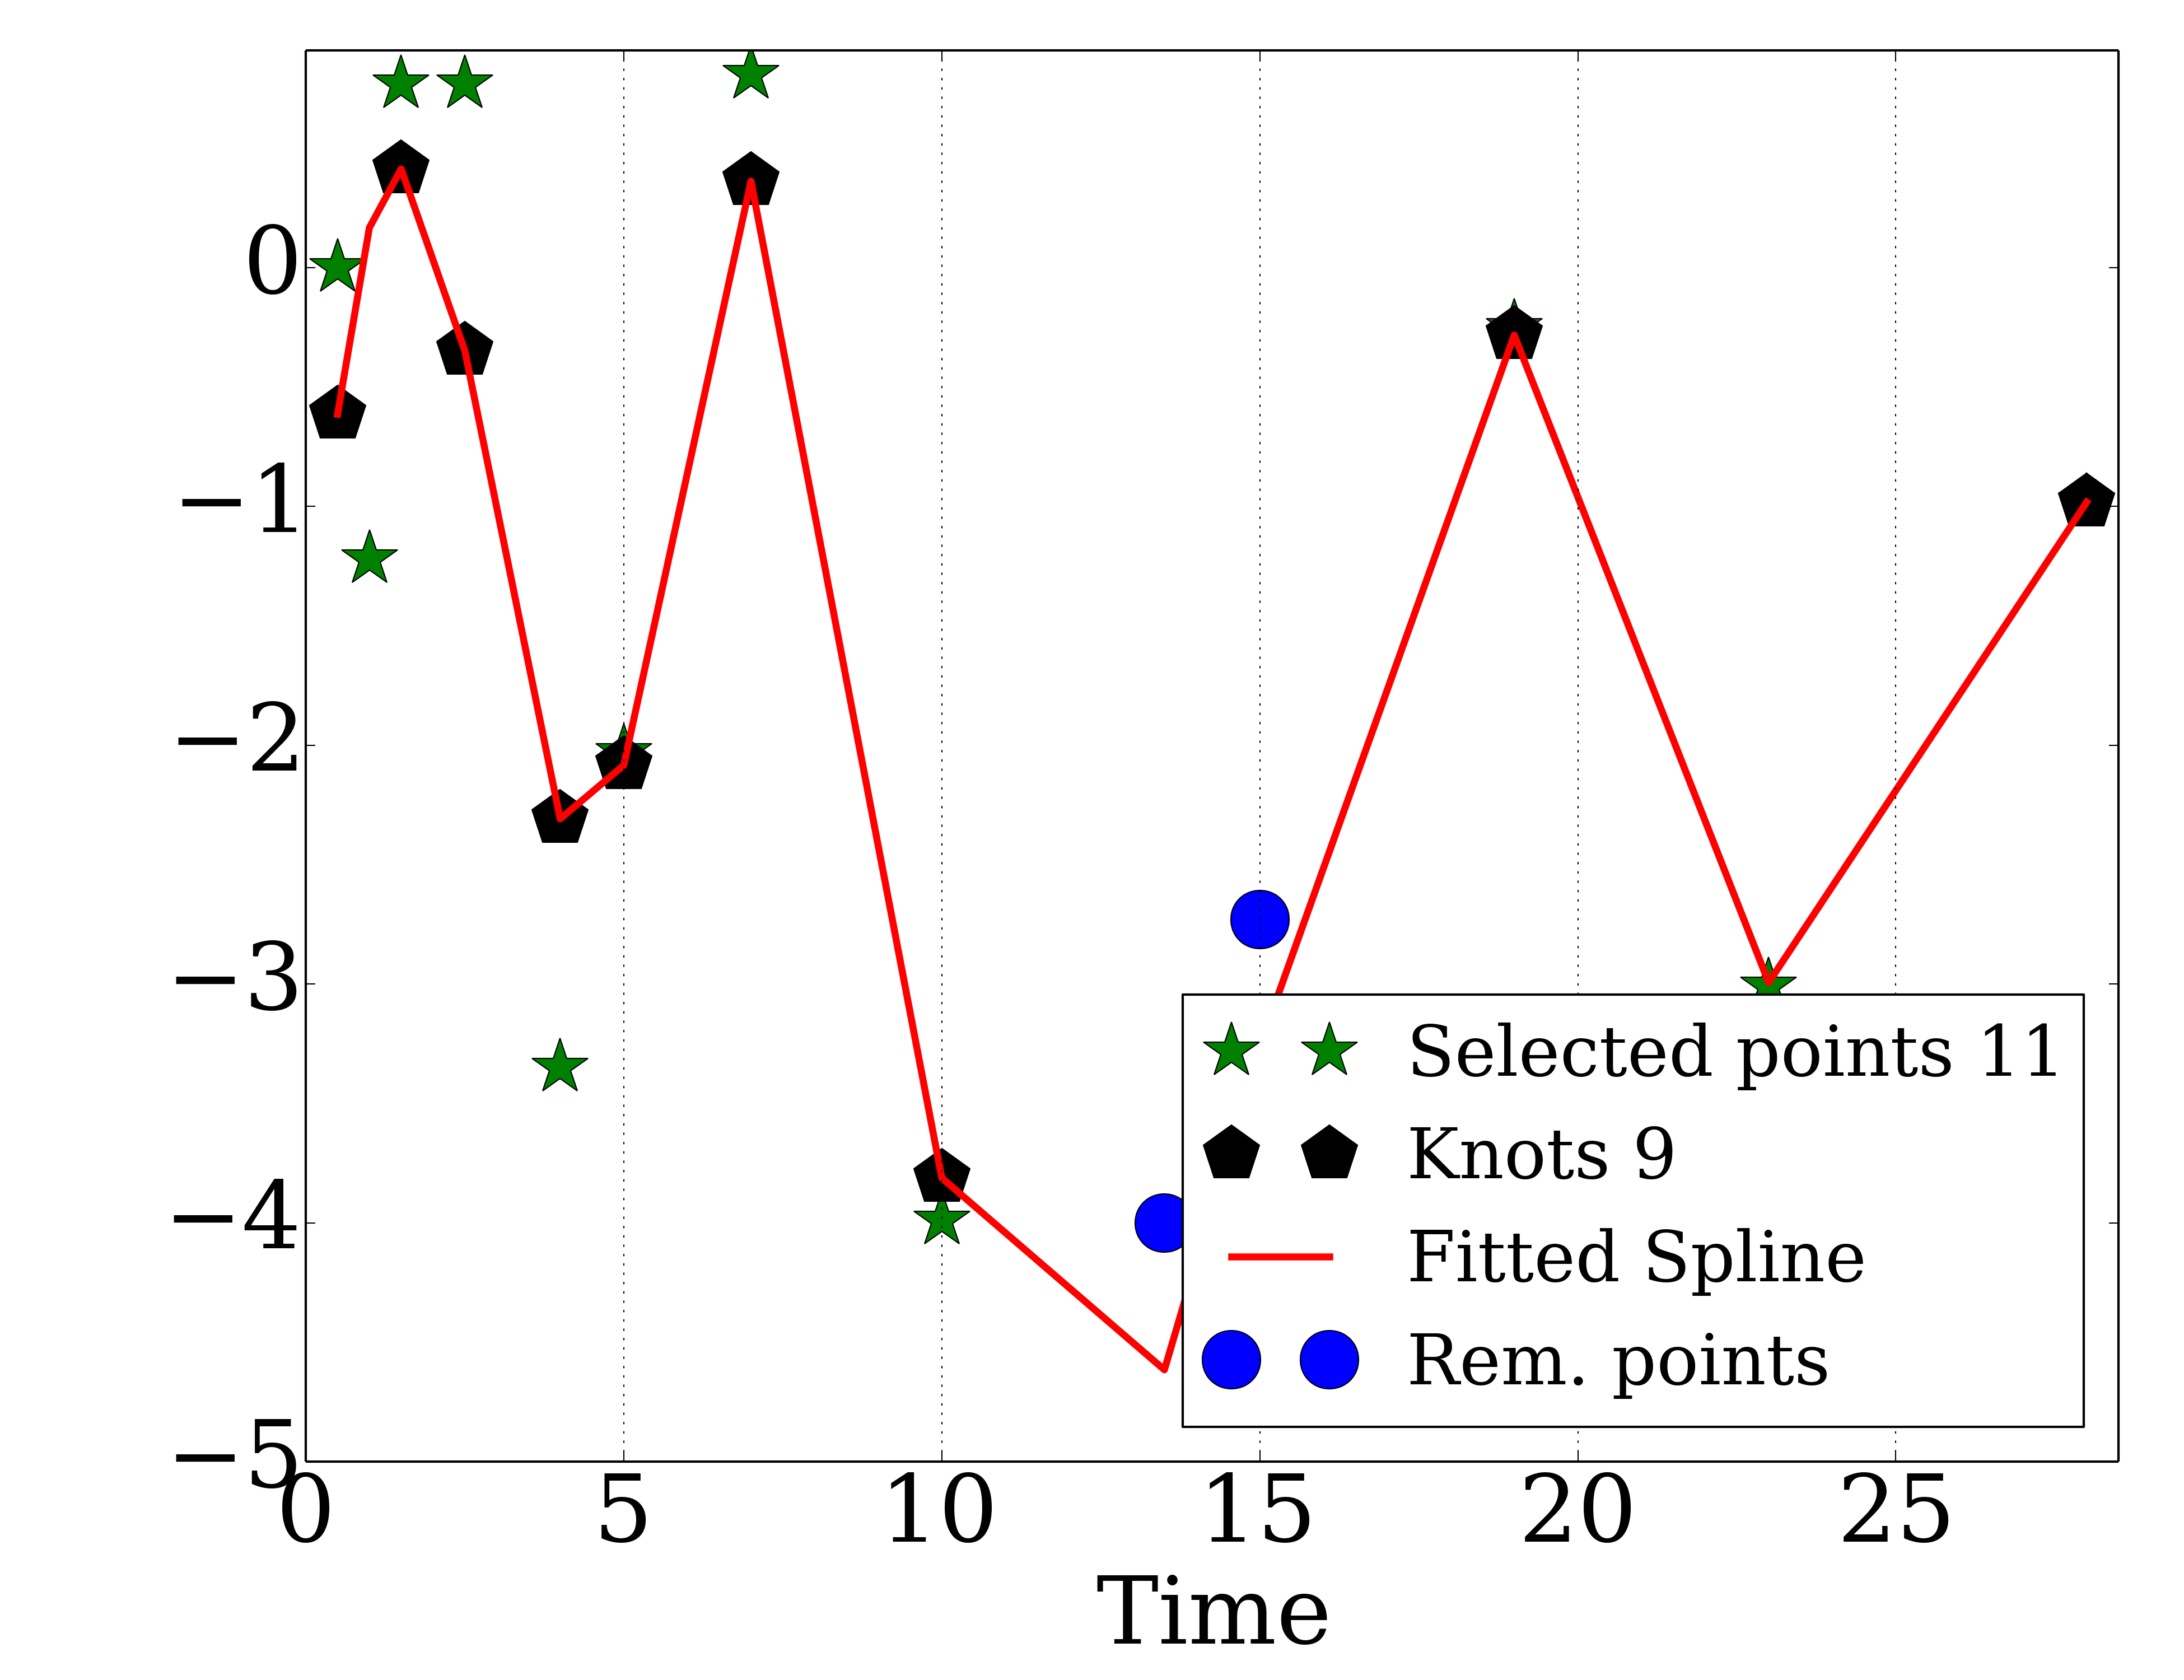 0
−1
−2
−3
−4
−5
Selected points 11
Knots 9
Fitted Spline
Rem. points
0 5 10 15 20 25
Time